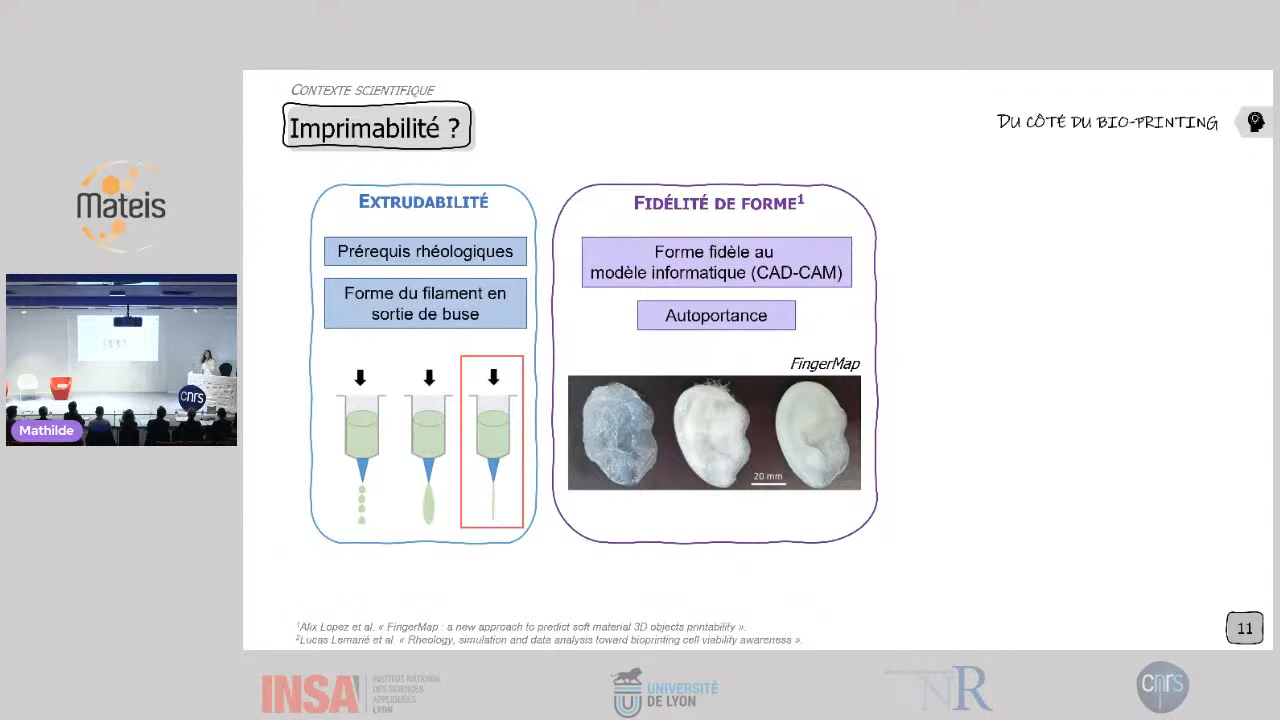 CONTEXTE SCIENTIFIQUE
Imprimabilité ?
DU CÔTÉ DU BIO-PRINTING
EXTRUDABILITÉ
Prérequis rhéologiques
Forme du filament en
sortie de buse
FIDÉLITÉ DE FORME¹
Forme fidèle au
modèle informatique (CAD-CAM)
Autoportance
FingerMap
20 mm
¹Alix Lopez et al. « FingerMap : a new approach to predict soft material 3D objects printability ».
²Lucas Lemarié et al. « Rheology, simulation and data analysis toward bioprinting cell viability awareness ».
11
Mateis
cnrs
Mathilde
INSA
INSTITUT NATIONAL
DES SCIENCES
APPLIQUÉES
LYON
UNIVERSITÉ
DE LYON
NR
cnrs